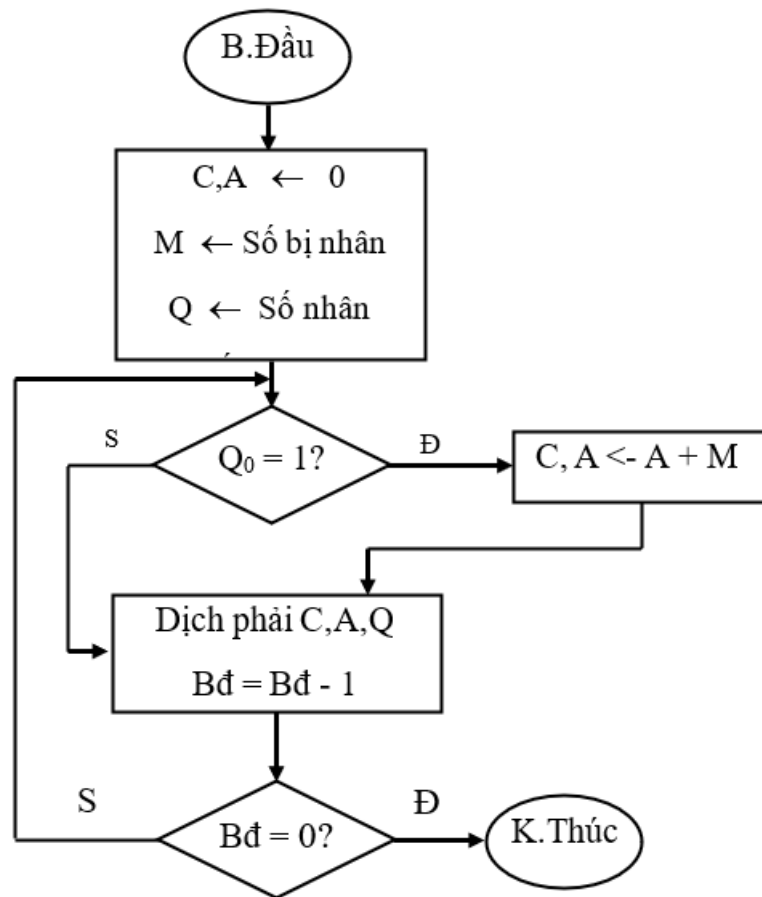 B.Đầu
C,A ← 0
M ← Số bị nhân
Q ← Số nhân
S
Q₀ = 1?
Đ
C, A <- A + M
Dịch phải C,A,Q
Bđ = Bđ - 1
S
Bđ = 0?
Đ
K.Thúc